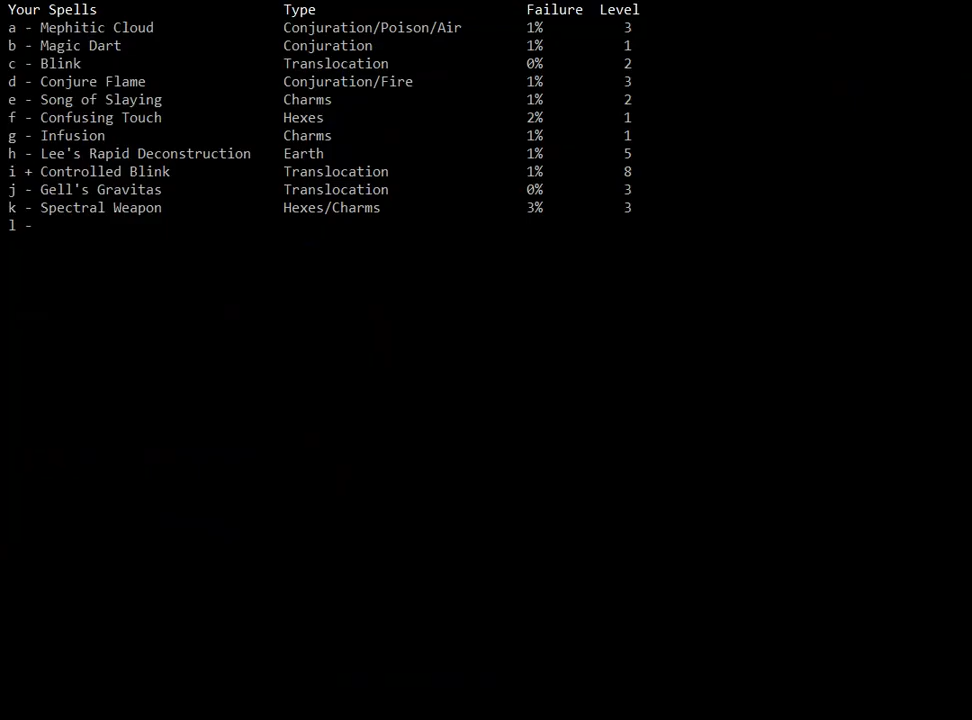 Your Spells Type Failure Level
a - Mephitic Cloud Conjuration/Poison/Air 1% 3
b - Magic Dart Conjuration 1% 1
c - Blink Translocation 0% 2
d - Conjure Flame Conjuration/Fire 1% 3
e - Song of Slaying Charms 1% 2
f - Confusing Touch Hexes 2% 1
g - Infusion Charms 1% 1
h - Lee's Rapid Deconstruction Earth 1% 5
i + Controlled Blink Translocation 1% 8
j - Gell's Gravitas Translocation 0% 3
k - Spectral Weapon Hexes/Charms 3% 3
l -